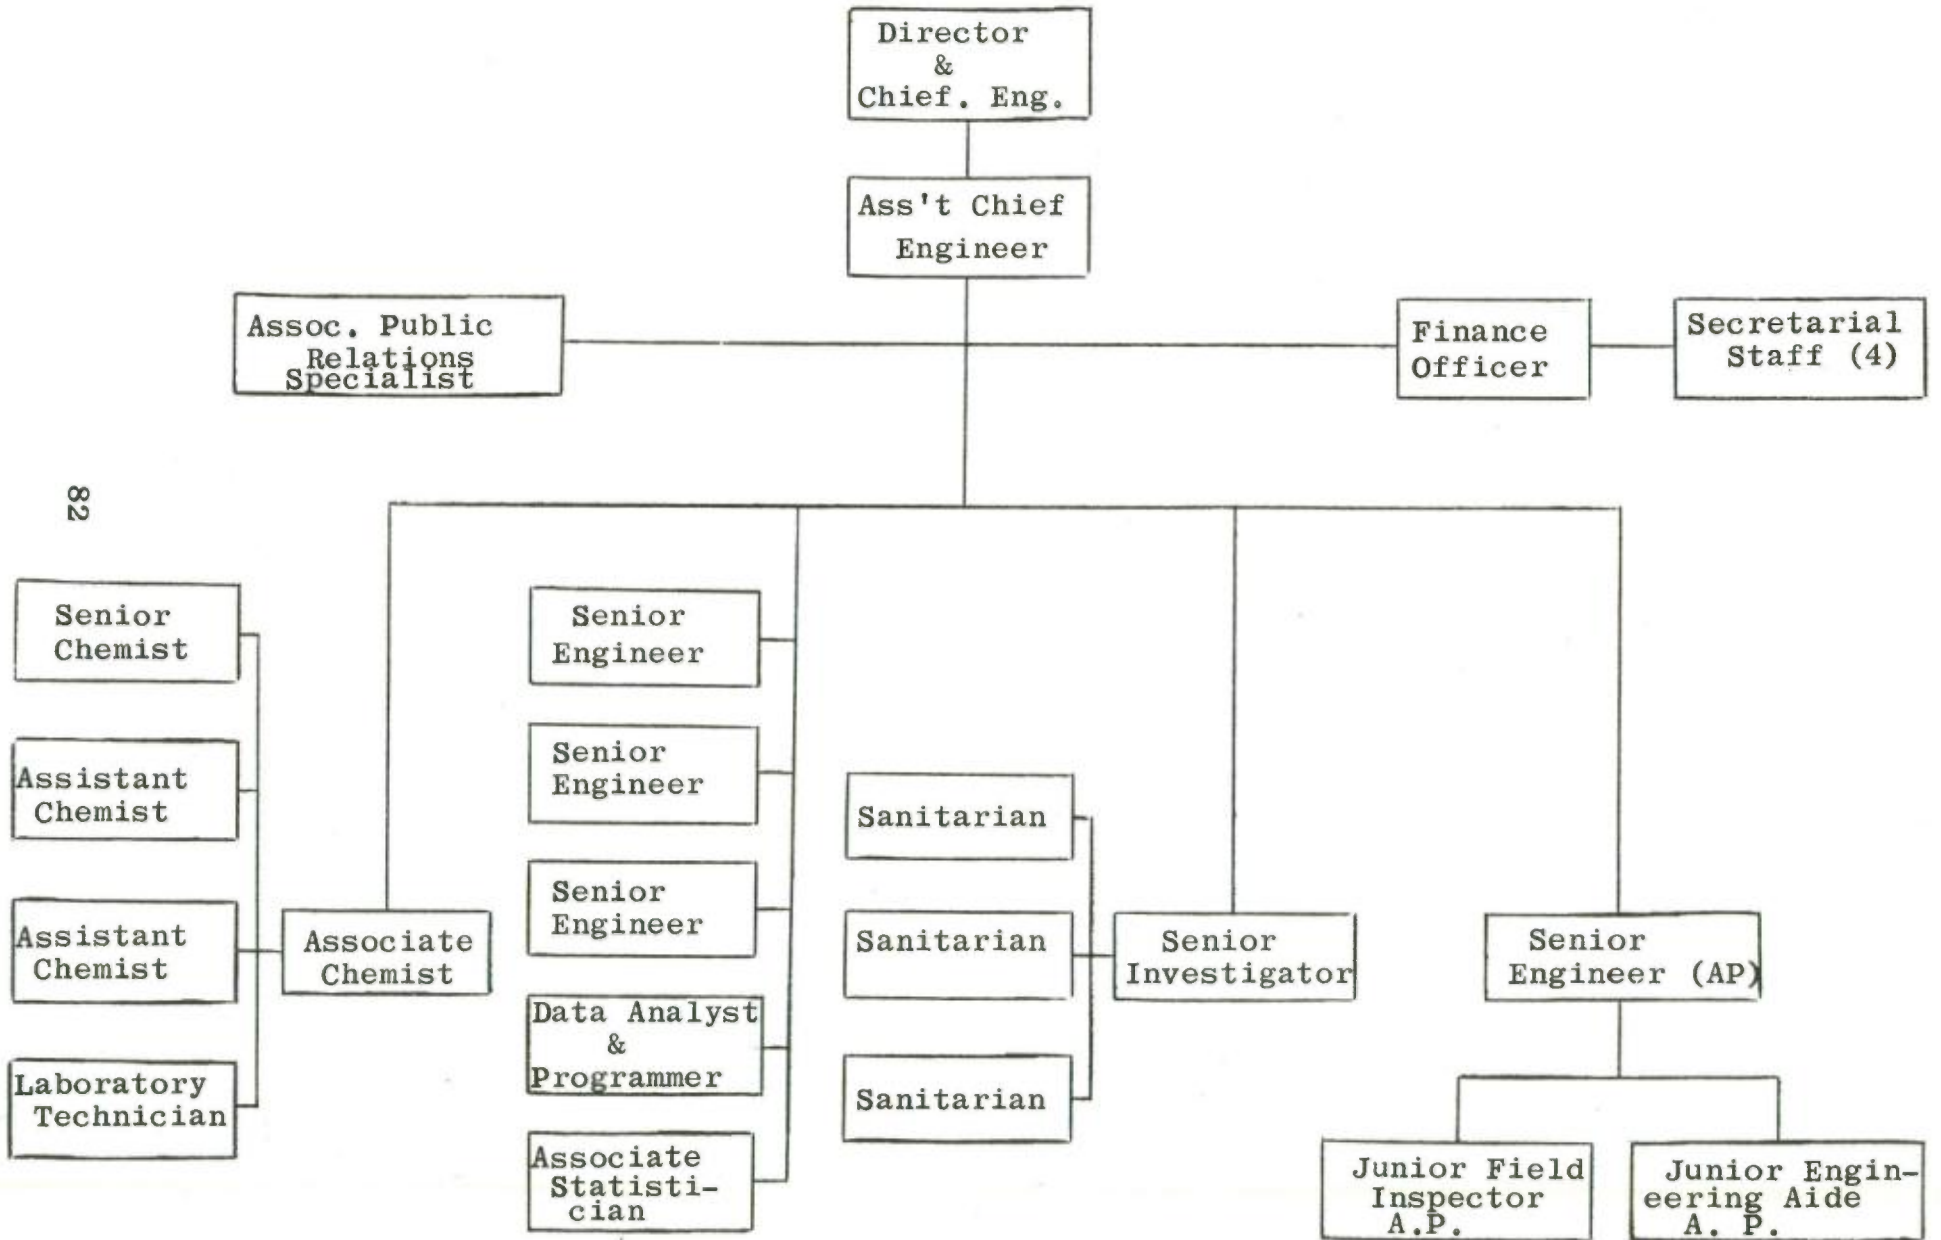 Director
&
Chief. Eng.
Ass't Chief
Engineer
Assoc. Public
Relations
Specialist
Finance
Officer
Secretarial
Staff (4)
82
Senior
Chemist
Assistant
Chemist
Assistant
Chemist
Laboratory
Technician
Associate
Chemist
Senior
Engineer
Senior
Engineer
Senior
Engineer
Data Analyst
&
Programmer
Associate
Statisti-
cian
Sanitarian
Sanitarian
Sanitarian
Senior
Investigator
Senior
Engineer (AP)
Junior Field
Inspector
A.P.
Junior Engin-
eering Aide
A. P.